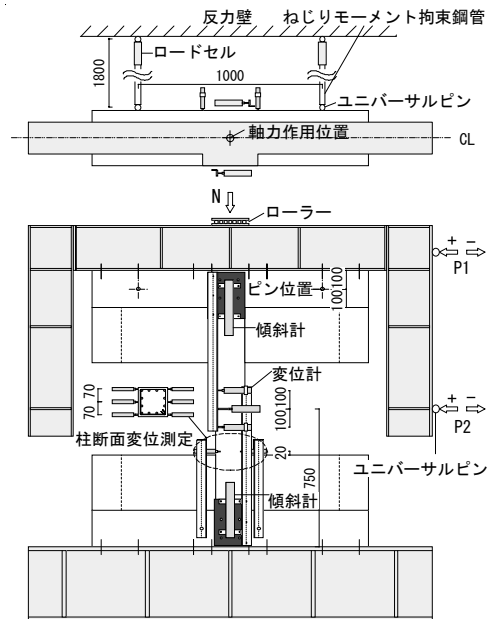 反力壁
ねじりモーメント拘束鋼管
ロードセル
1800
1000
ユニバーサルピン
軸力作用位置
CL
N
ローラー
+ −
P1
ピン位置
100 100
傾斜計
変位計
70 70
100 100
+ −
P2
柱断面変位測定
20
750
ユニバーサルピン
傾斜計